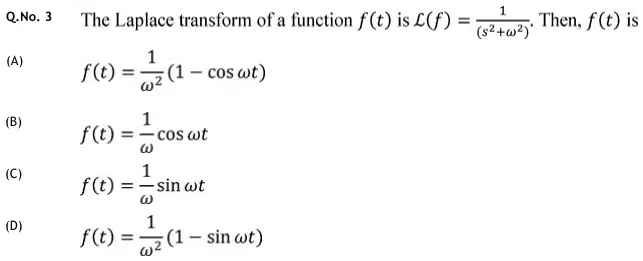 Q.No. 3 The Laplace transform of a function f(t) is ℒ(f) = 1/(s²+ω²). Then, f(t) is
(A) f(t) = 1/ω² (1 − cos ωt)
(B) f(t) = 1/ω cos ωt
(C) f(t) = 1/ω sin ωt
(D) f(t) = 1/ω² (1 − sin ωt)